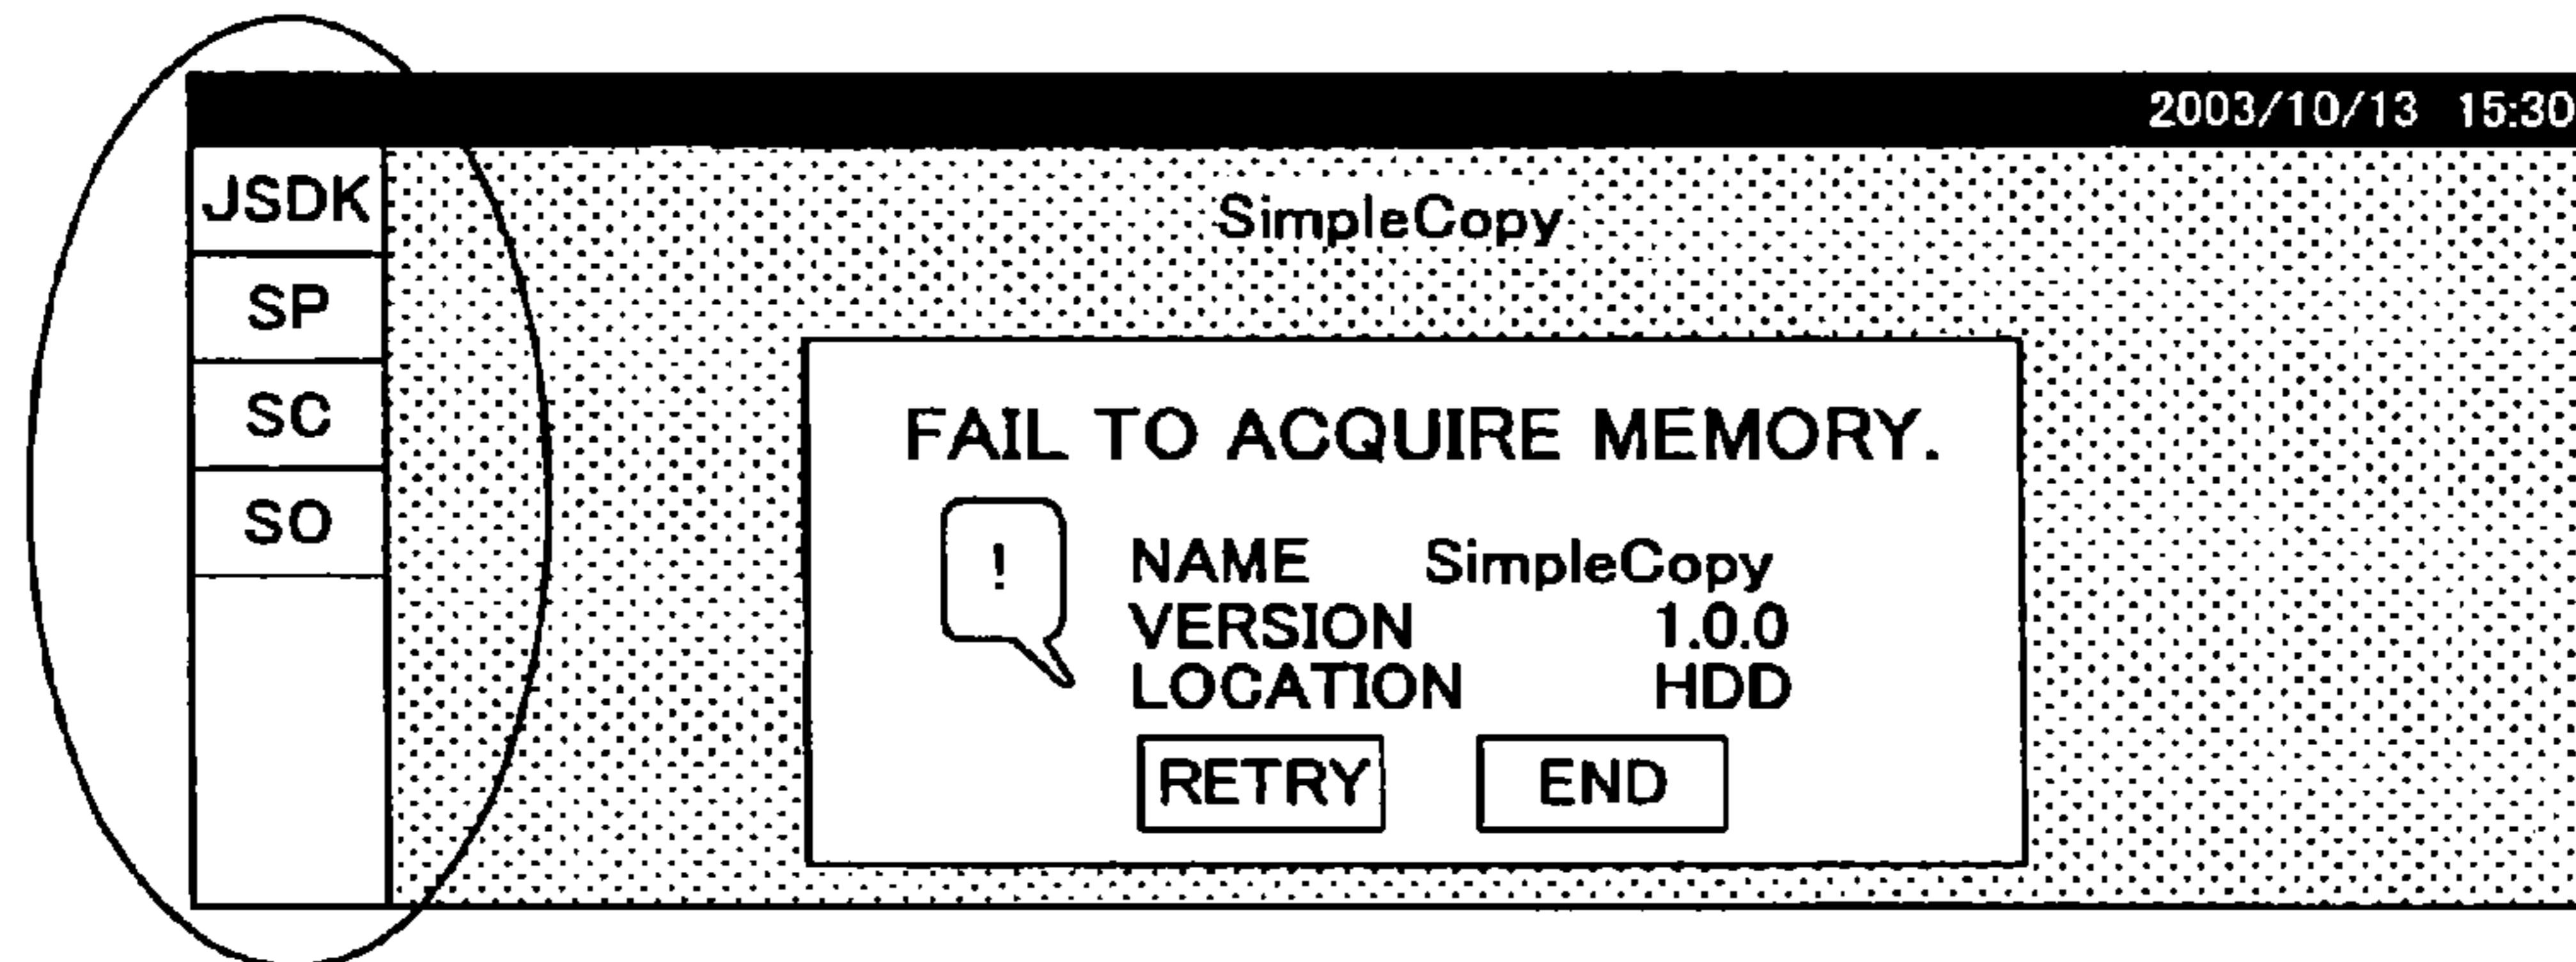 2003/10/13 15:30
JSDK
SP
SC
SO
SimpleCopy
FAIL TO ACQUIRE MEMORY.
!
NAME SimpleCopy
VERSION 1.0.0
LOCATION HDD
RETRY END